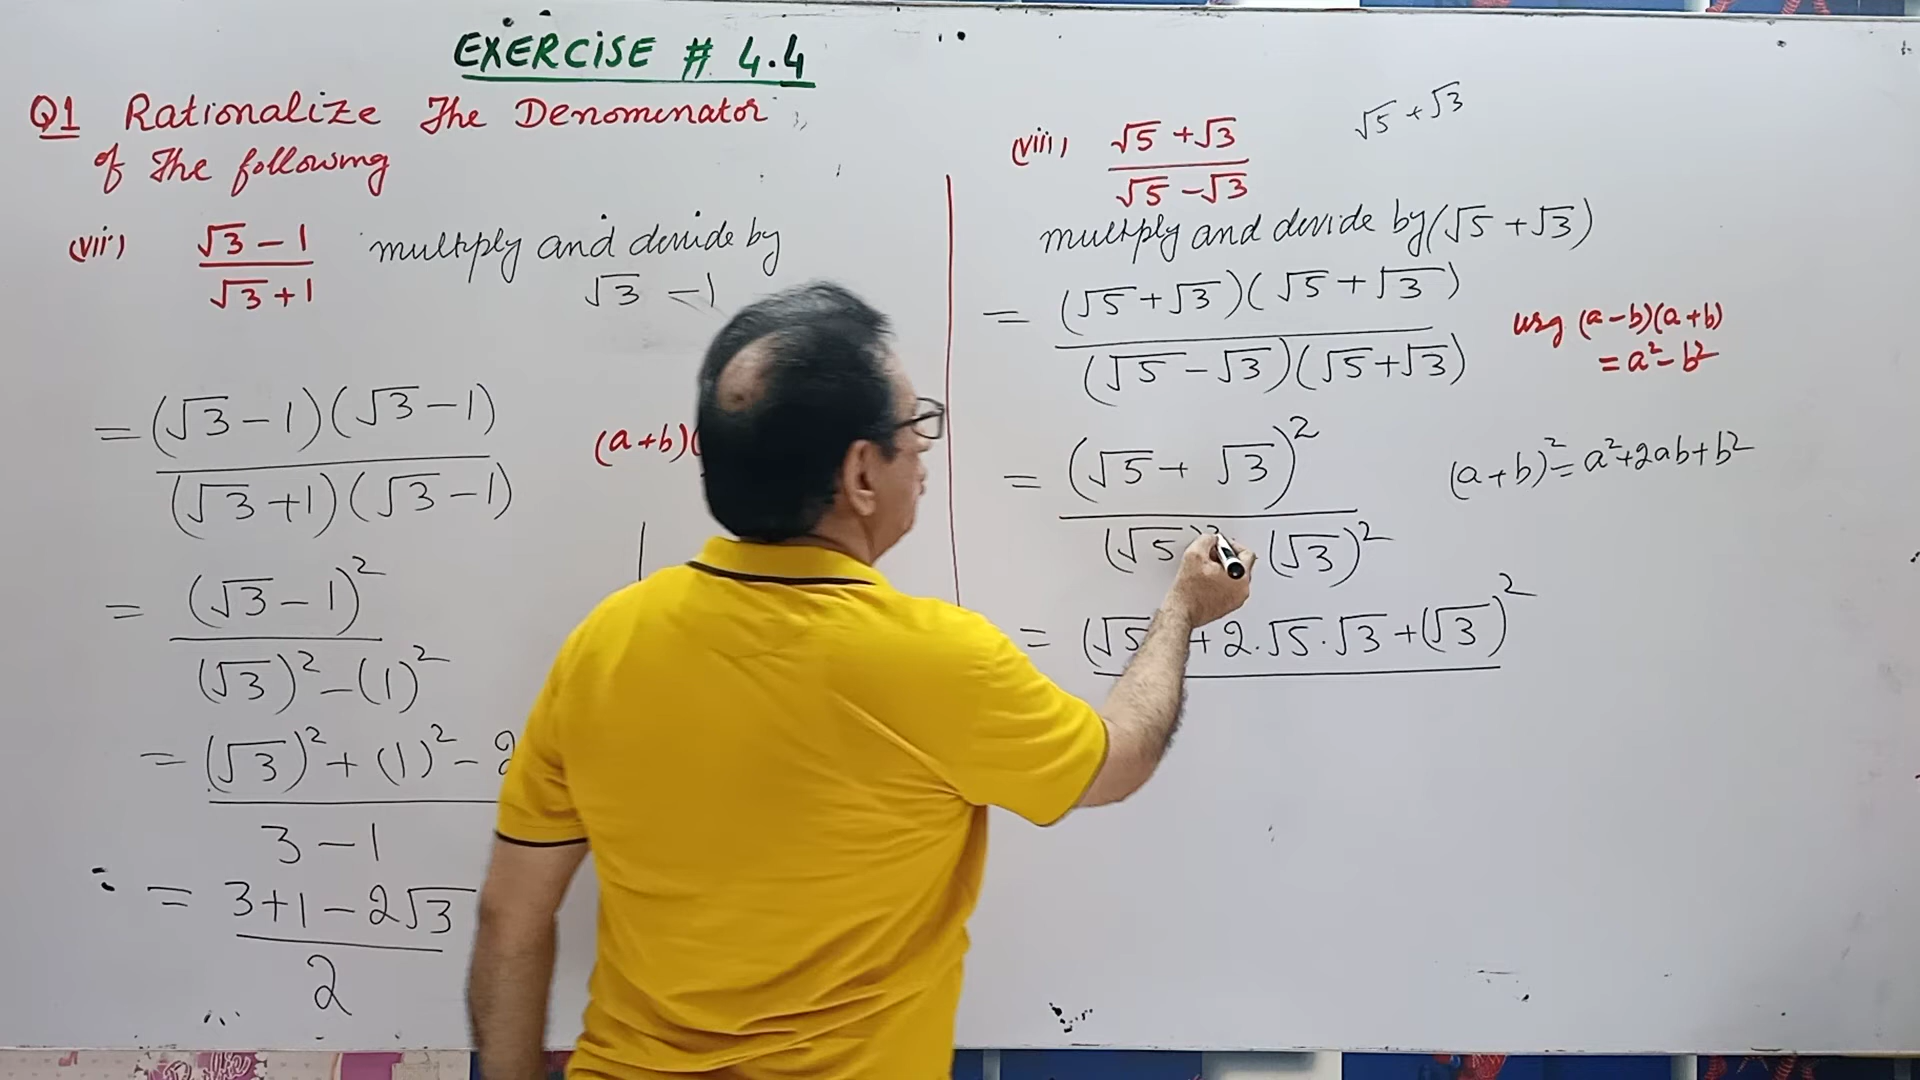 EXERCISE # 4.4
Q1 Rationalize The Denomenator
of The following
(vii) √3 - 1 / √3 + 1 multiply and devide by
√3 - 1
= (√3 - 1)(√3 - 1) / (√3 + 1)(√3 - 1)
(a+b)(
= (√3 - 1)² / (√3)² - (1)²
= (√3)² + (1)² - 2 / 3 - 1
= 3 + 1 - 2√3 / 2
(viii) √5 + √3 / √5 - √3
√5 + √3
multiply and devide by (√5 + √3)
= (√5 + √3)(√5 + √3) / (√5 - √3)(√5 + √3)
usg (a-b)(a+b)
= a² - b²
= (√5 + √3)² / (√5)² (√3)²
(a+b)² = a² + 2ab + b²
= (√5 + 2.√5.√3 + (√3)²